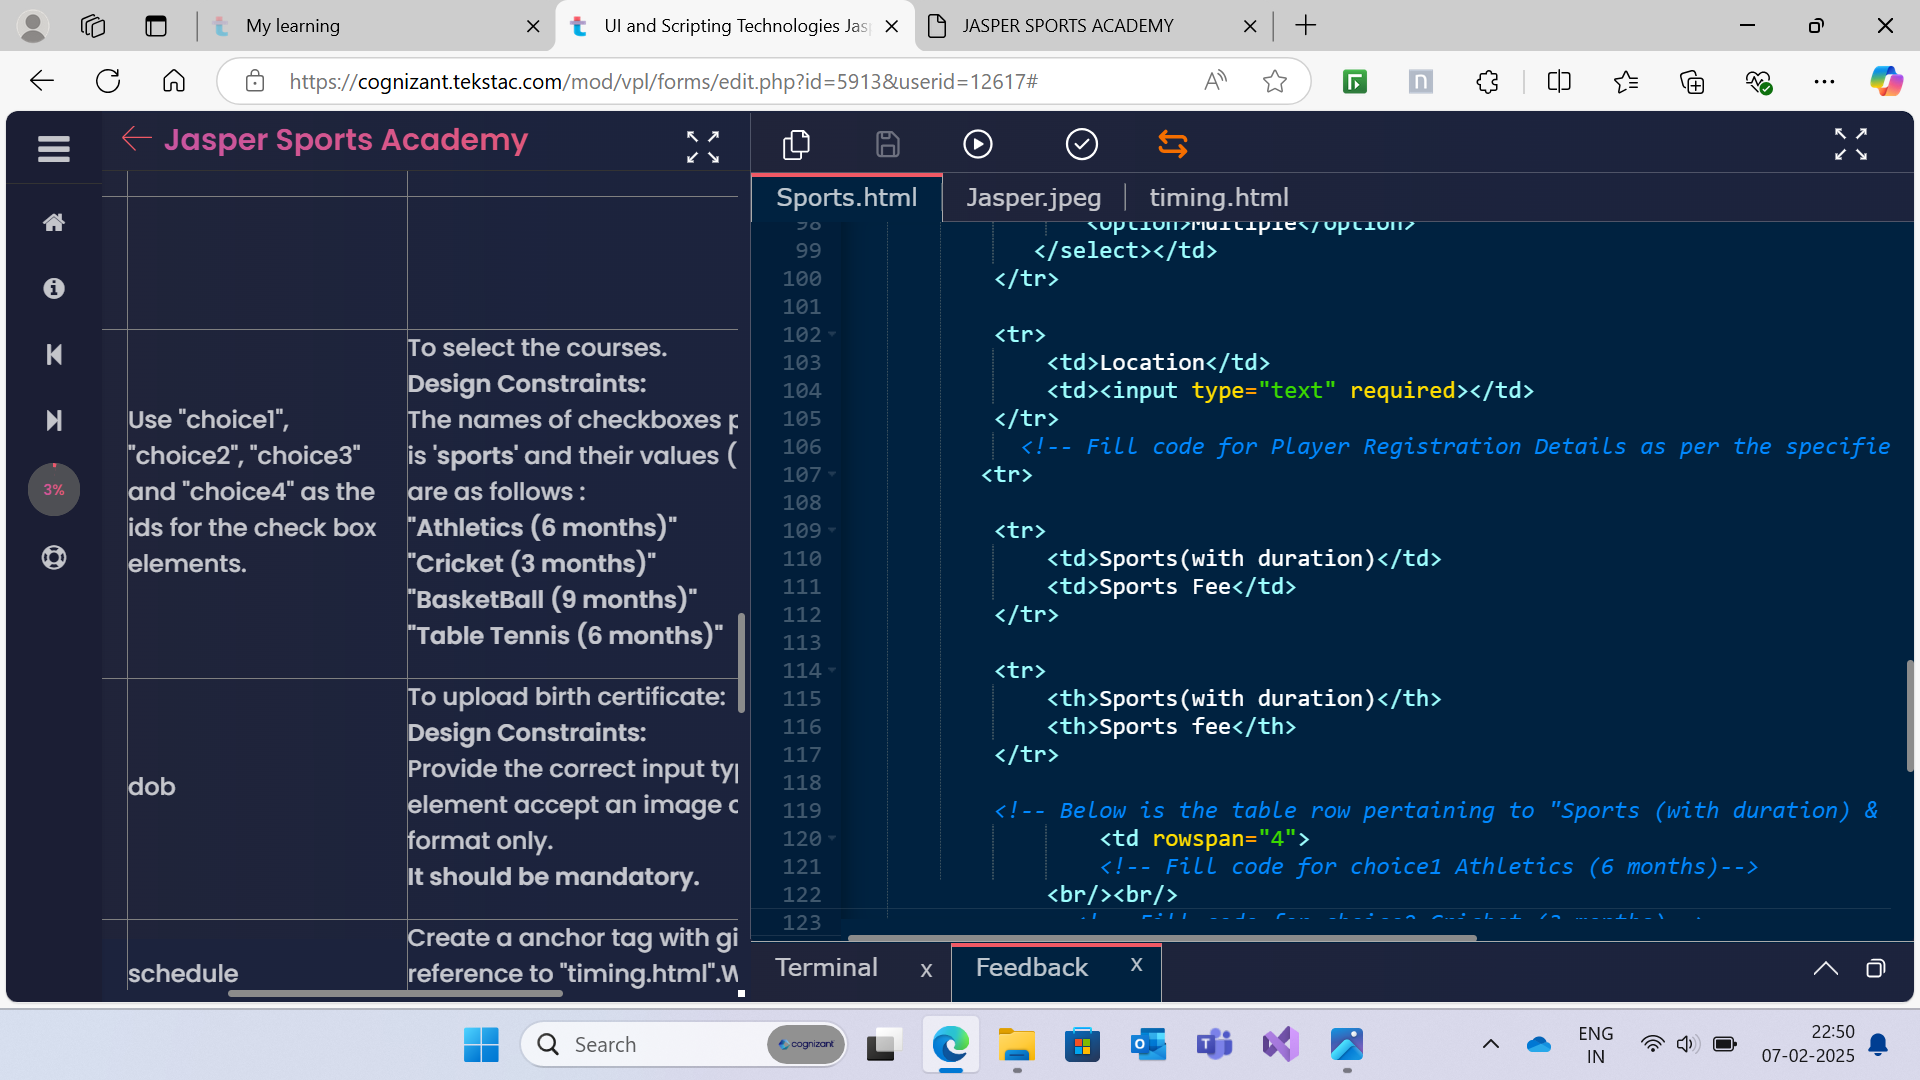 My learning
UI and Scripting Technologies Jas
JASPER SPORTS ACADEMY
https://cognizant.tekstac.com/mod/vpl/forms/edit.php?id=5913&userid=12617#
Jasper Sports Academy
3%
Use "choice1",
"choice2", "choice3"
and "choice4" as the
ids for the check box
elements.
To select the courses.
Design Constraints:
The names of checkboxes p
is 'sports' and their values (
are as follows :
"Athletics (6 months)"
"Cricket (3 months)"
"BasketBall (9 months)"
"Table Tennis (6 months)"
dob
To upload birth certificate:
Design Constraints:
Provide the correct input typ
element accept an image o
format only.
It should be mandatory.
schedule
Create a anchor tag with gi
reference to "timing.html".W
Sports.html
Jasper.jpeg
timing.html
98 <option>Multiple</option>
99 </select></td>
100 </tr>
101
102 <tr>
103 <td>Location</td>
104 <td><input type="text" required></td>
105 </tr>
106 <!-- Fill code for Player Registration Details as per the specifie
107 <tr>
108
109 <tr>
110 <td>Sports(with duration)</td>
111 <td>Sports Fee</td>
112 </tr>
113
114 <tr>
115 <th>Sports(with duration)</th>
116 <th>Sports fee</th>
117 </tr>
118
119 <!-- Below is the table row pertaining to "Sports (with duration) &
120 <td rowspan="4">
121 <!-- Fill code for choice1 Athletics (6 months)-->
122 <br/><br/>
123 <!-- Fill code for choice2 Cricket (3 months)-->
Terminal x
Feedback x
Search
cognizant
ENG
IN
22:50
07-02-2025